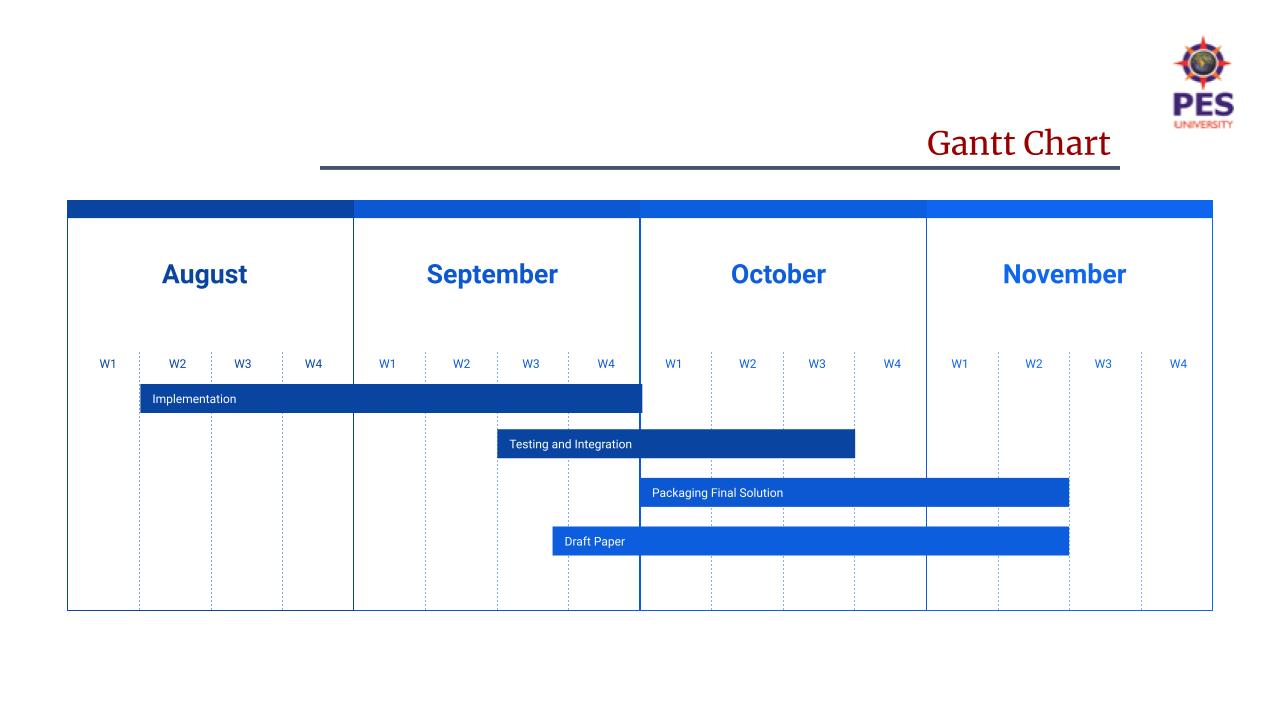 PES
UNIVERSITY
Gantt Chart
August September October November
W1 W2 W3 W4 W1 W2 W3 W4 W1 W2 W3 W4 W1 W2 W3 W4
Implementation
Testing and Integration
Packaging Final Solution
Draft Paper